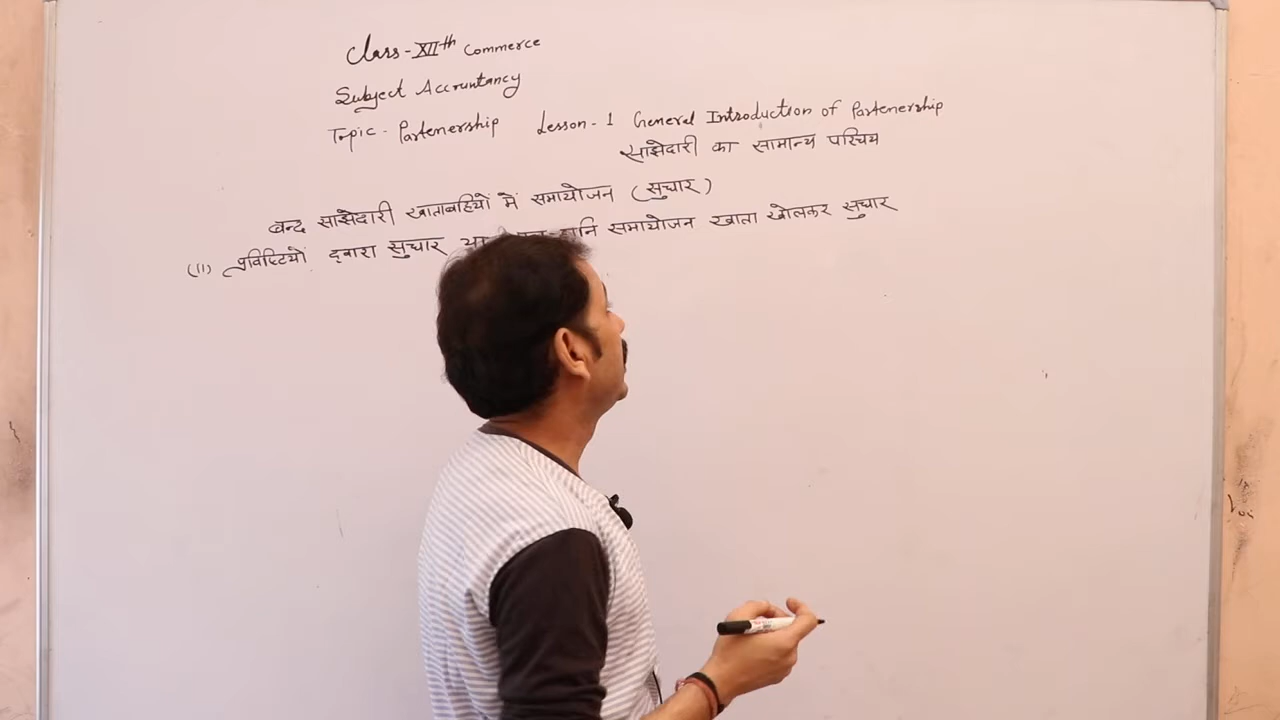 Class-XIIth Commerce
Subject Accountancy
Topic - Partenership Lesson-1 General Introduction of Partenership
साझेदारी का सामान्य परिचय
बन्द साझेदारी खाताबहियों में समायोजन (सुधार)
(II) प्रविष्टियों द्वारा सुधार या हानि समायोजन खाता खोलकर सुधार